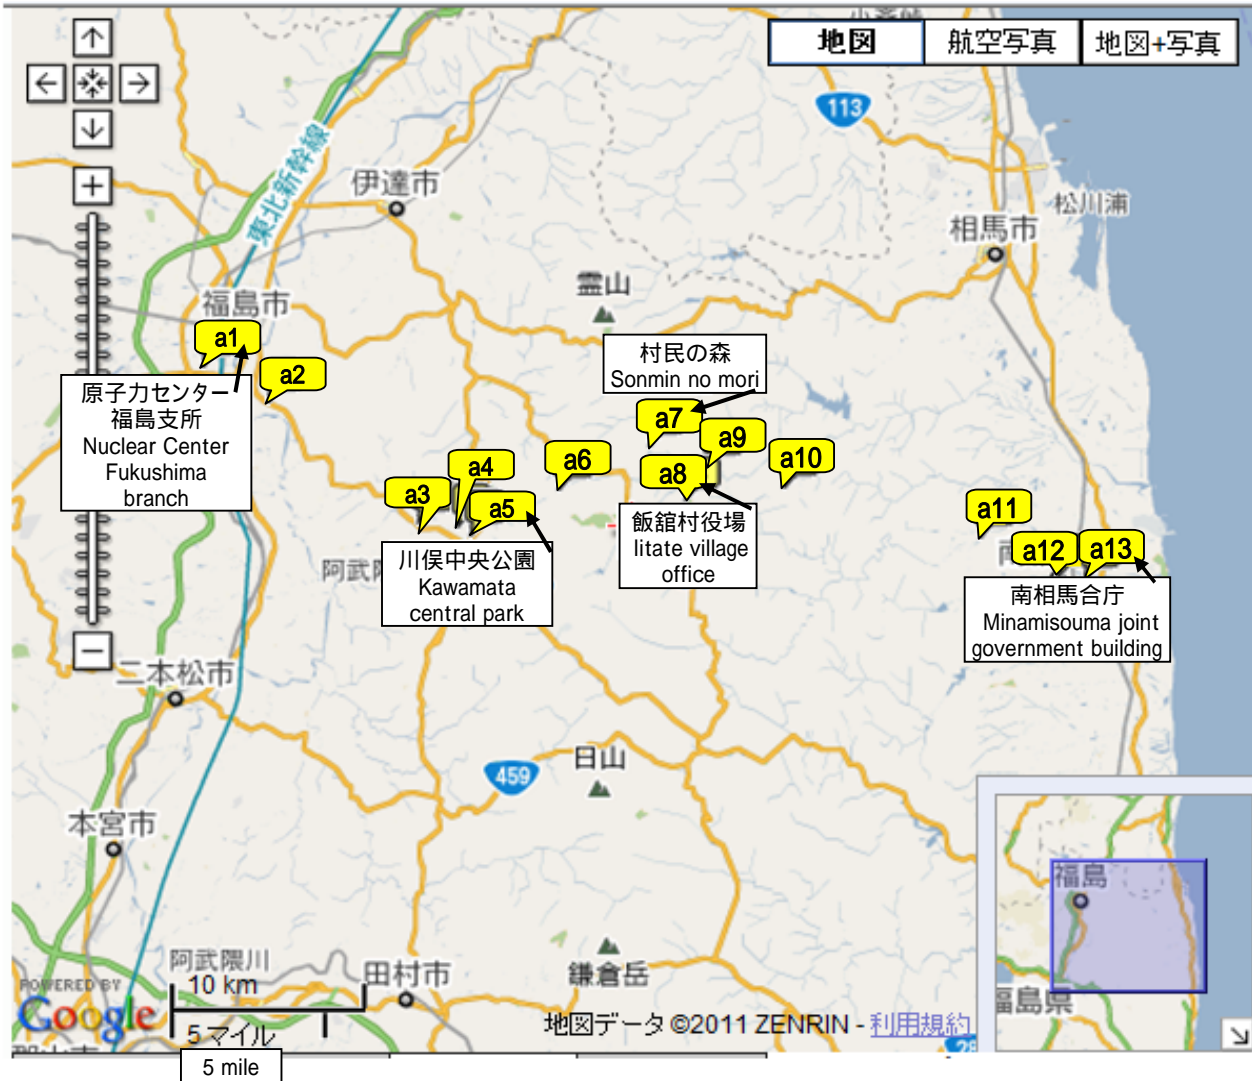 地図
航空写真
地図+写真
113
東北新幹線
伊達市
松川浦
相馬市
霊山
福島市
a1
a2
村民の森
Sonmin no mori
原子力センター
福島支所
Nuclear Center
Fukushima
branch
a7
a9
a3
a4
a5
a6
a8
a10
a11
a12
a13
川俣中央公園
Kawamata
central park
飯舘村役場
Iitate village
office
南相馬合庁
Minamisouma joint
government building
阿武
二本松市
459
日山
本宮市
福島
福島県
阿武隈川
10 km
田村市
鎌倉岳
POWERED BY
Google
5 マイル
5 mile
地図データ ©2011 ZENRIN - 利用規約